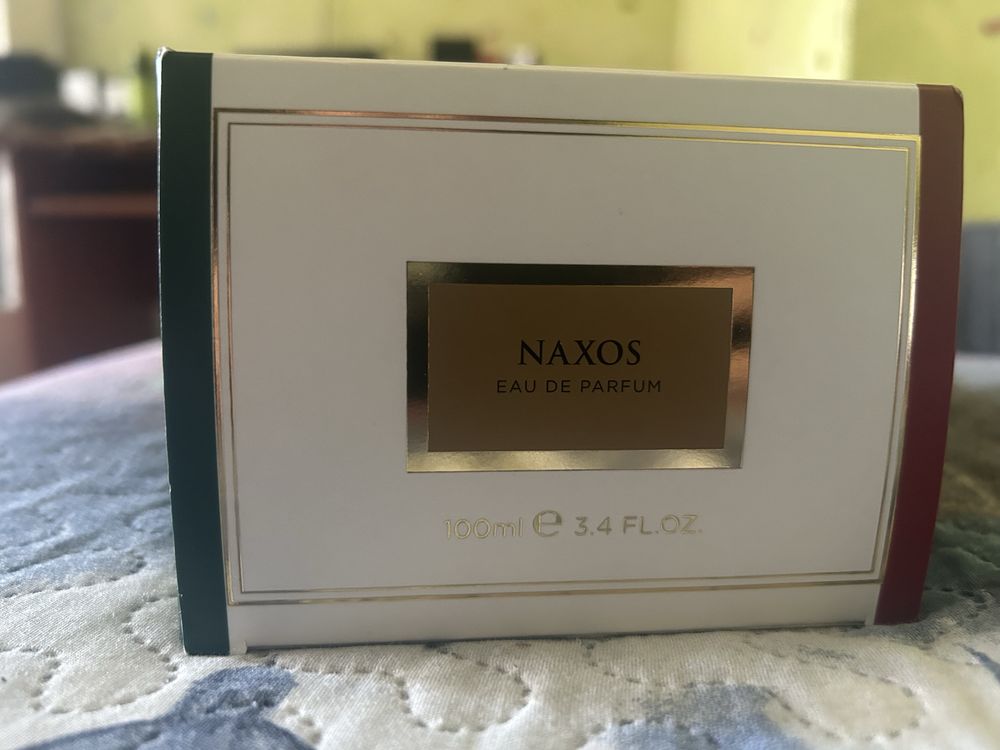 NAXOS
EAU DE PARFUM
100ml ℮ 3.4 FL.OZ.